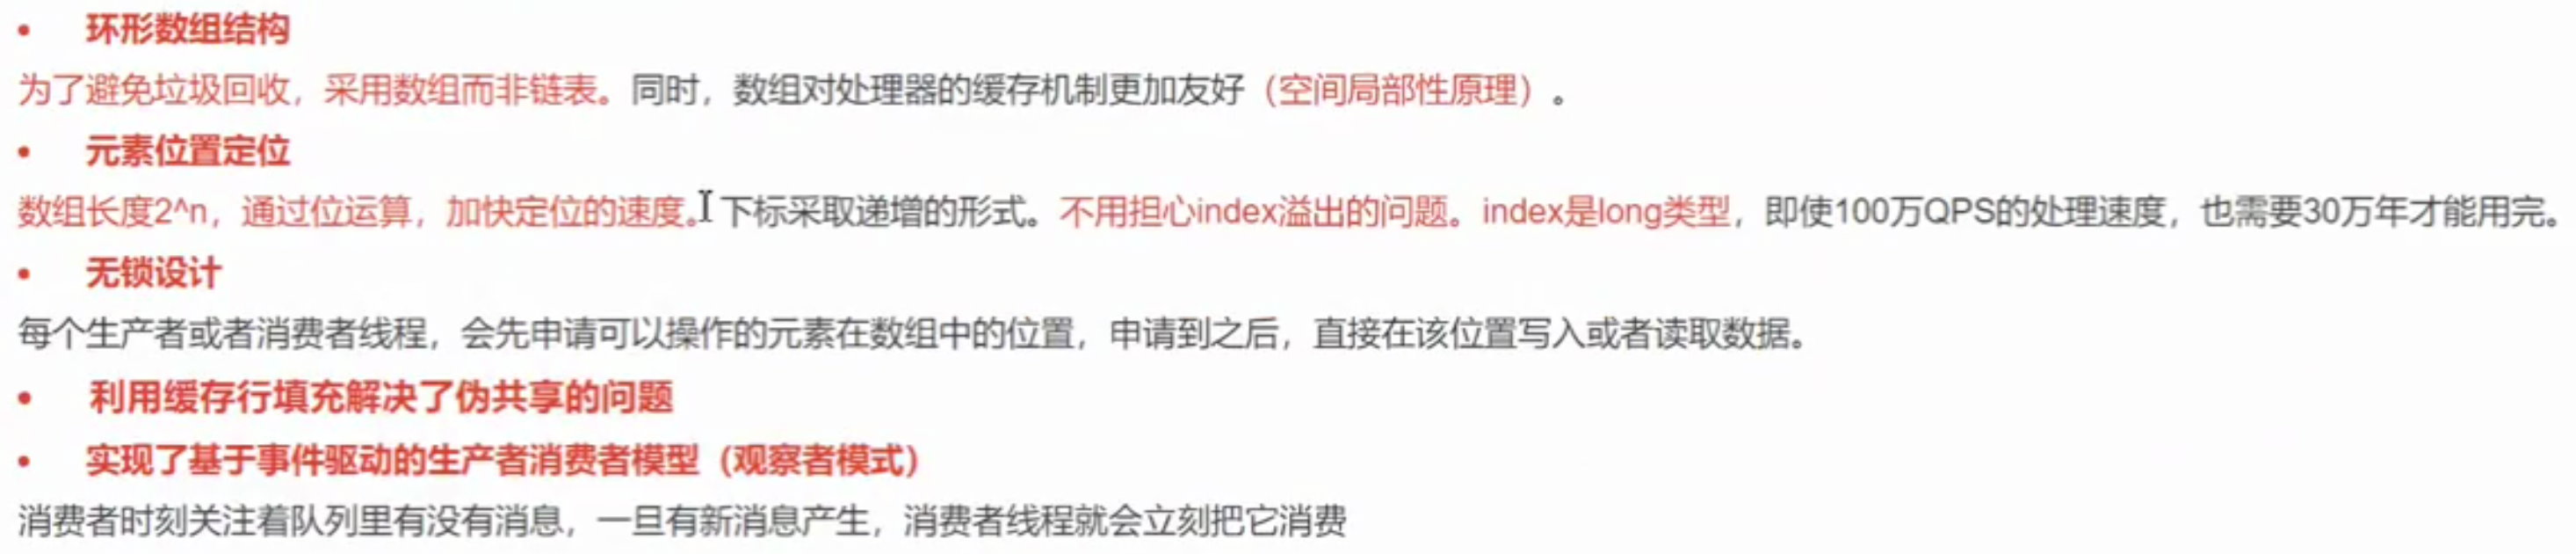 • 环形数组结构
为了避免垃圾回收，采用数组而非链表。同时，数组对处理器的缓存机制更加友好（空间局部性原理）。
• 元素位置定位
数组长度2^n，通过位运算，加快定位的速度。下标采取递增的形式。不用担心index溢出的问题。index是long类型，即使100万QPS的处理速度，也需要30万年才能用完。
• 无锁设计
每个生产者或者消费者线程，会先申请可以操作的元素在数组中的位置，申请到之后，直接在该位置写入或者读取数据。
• 利用缓存行填充解决了伪共享的问题
• 实现了基于事件驱动的生产者消费者模型（观察者模式）
消费者时刻关注着队列里有没有消息，一旦有新消息产生，消费者线程就会立刻把它消费